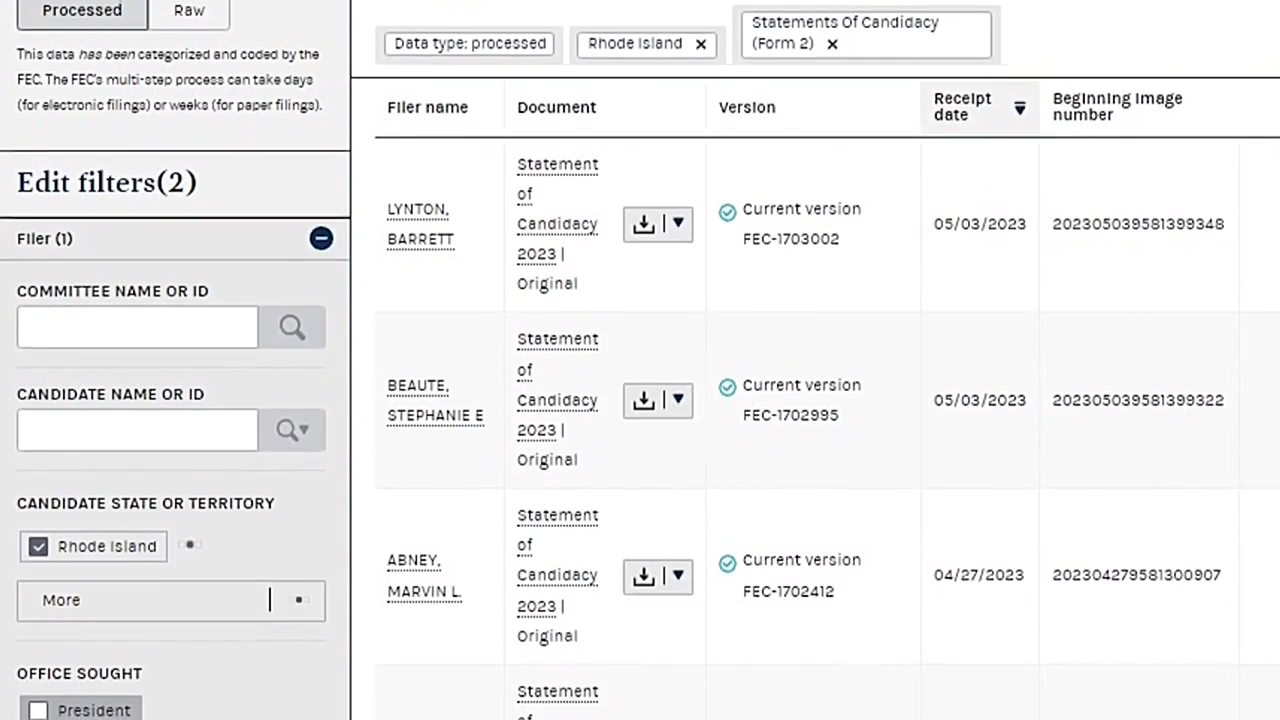 Processed Raw
This data has been categorized and coded by the
FEC. The FEC's multi-step process can take days
(for electronic filings) or weeks (for paper filings).
Edit filters(2)
Filer (1)
COMMITTEE NAME OR ID
CANDIDATE NAME OR ID
CANDIDATE STATE OR TERRITORY
Rhode Island
More
OFFICE SOUGHT
President
Data type: processed
Rhode Island
Statements Of Candidacy
(Form 2)
Filer name
Document
Version
Receipt
date
Beginning image
number
LYNTON,
BARRETT
Statement
of
Candidacy
2023 |
Original
Current version
FEC-1703002
05/03/2023
202305039581399348
BEAUTE,
STEPHANIE E
Statement
of
Candidacy
2023 |
Original
Current version
FEC-1702995
05/03/2023
202305039581399322
ABNEY,
MARVIN L.
Statement
of
Candidacy
2023 |
Original
Current version
FEC-1702412
04/27/2023
202304279581300907
Statement
of